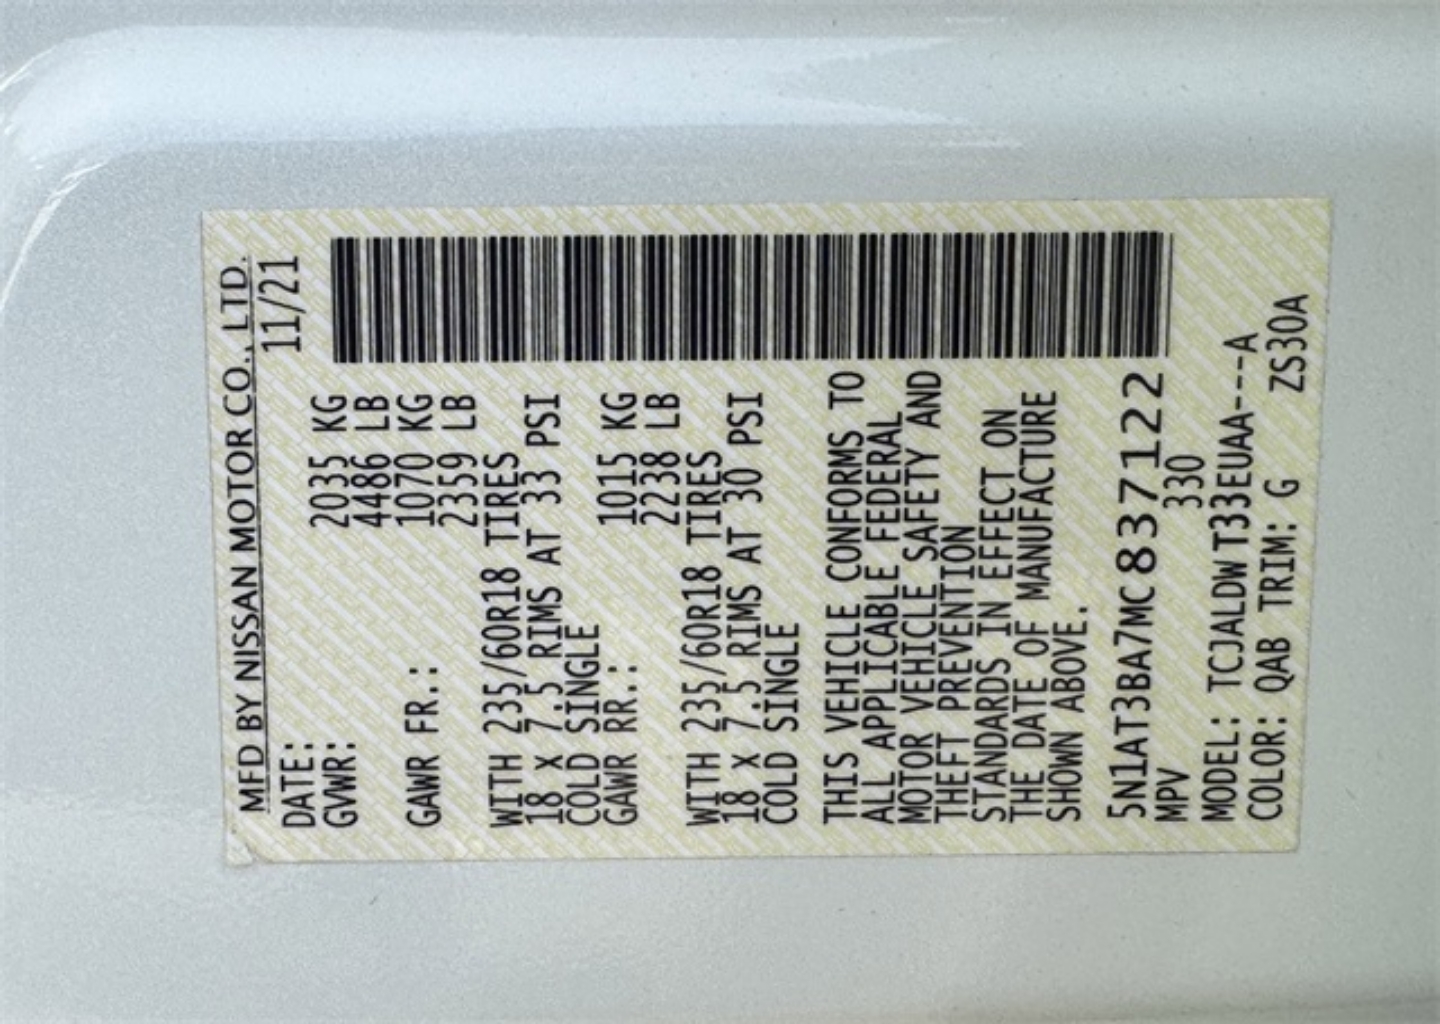 MFD BY NISSAN MOTOR CO., LTD.
DATE: 11/21
GVWR: 2035 KG
4486 LB
GAWR FR.: 1070 KG
2359 LB
WITH 235/60R18 TIRES
18 x 7.5 RIMS AT 33 PSI
COLD SINGLE
GAWR RR.: 1015 KG
2238 LB
WITH 235/60R18 TIRES
18 x 7.5 RIMS AT 30 PSI
COLD SINGLE
THIS VEHICLE CONFORMS TO
ALL APPLICABLE FEDERAL
MOTOR VEHICLE SAFETY AND
THEFT PREVENTION
STANDARDS IN EFFECT ON
THE DATE OF MANUFACTURE
SHOWN ABOVE.
5N1AT3BA7MC837122
MPV 330
MODEL: TCJALDWT33EUAA---A
COLOR: QAB TRIM: G ZS30A